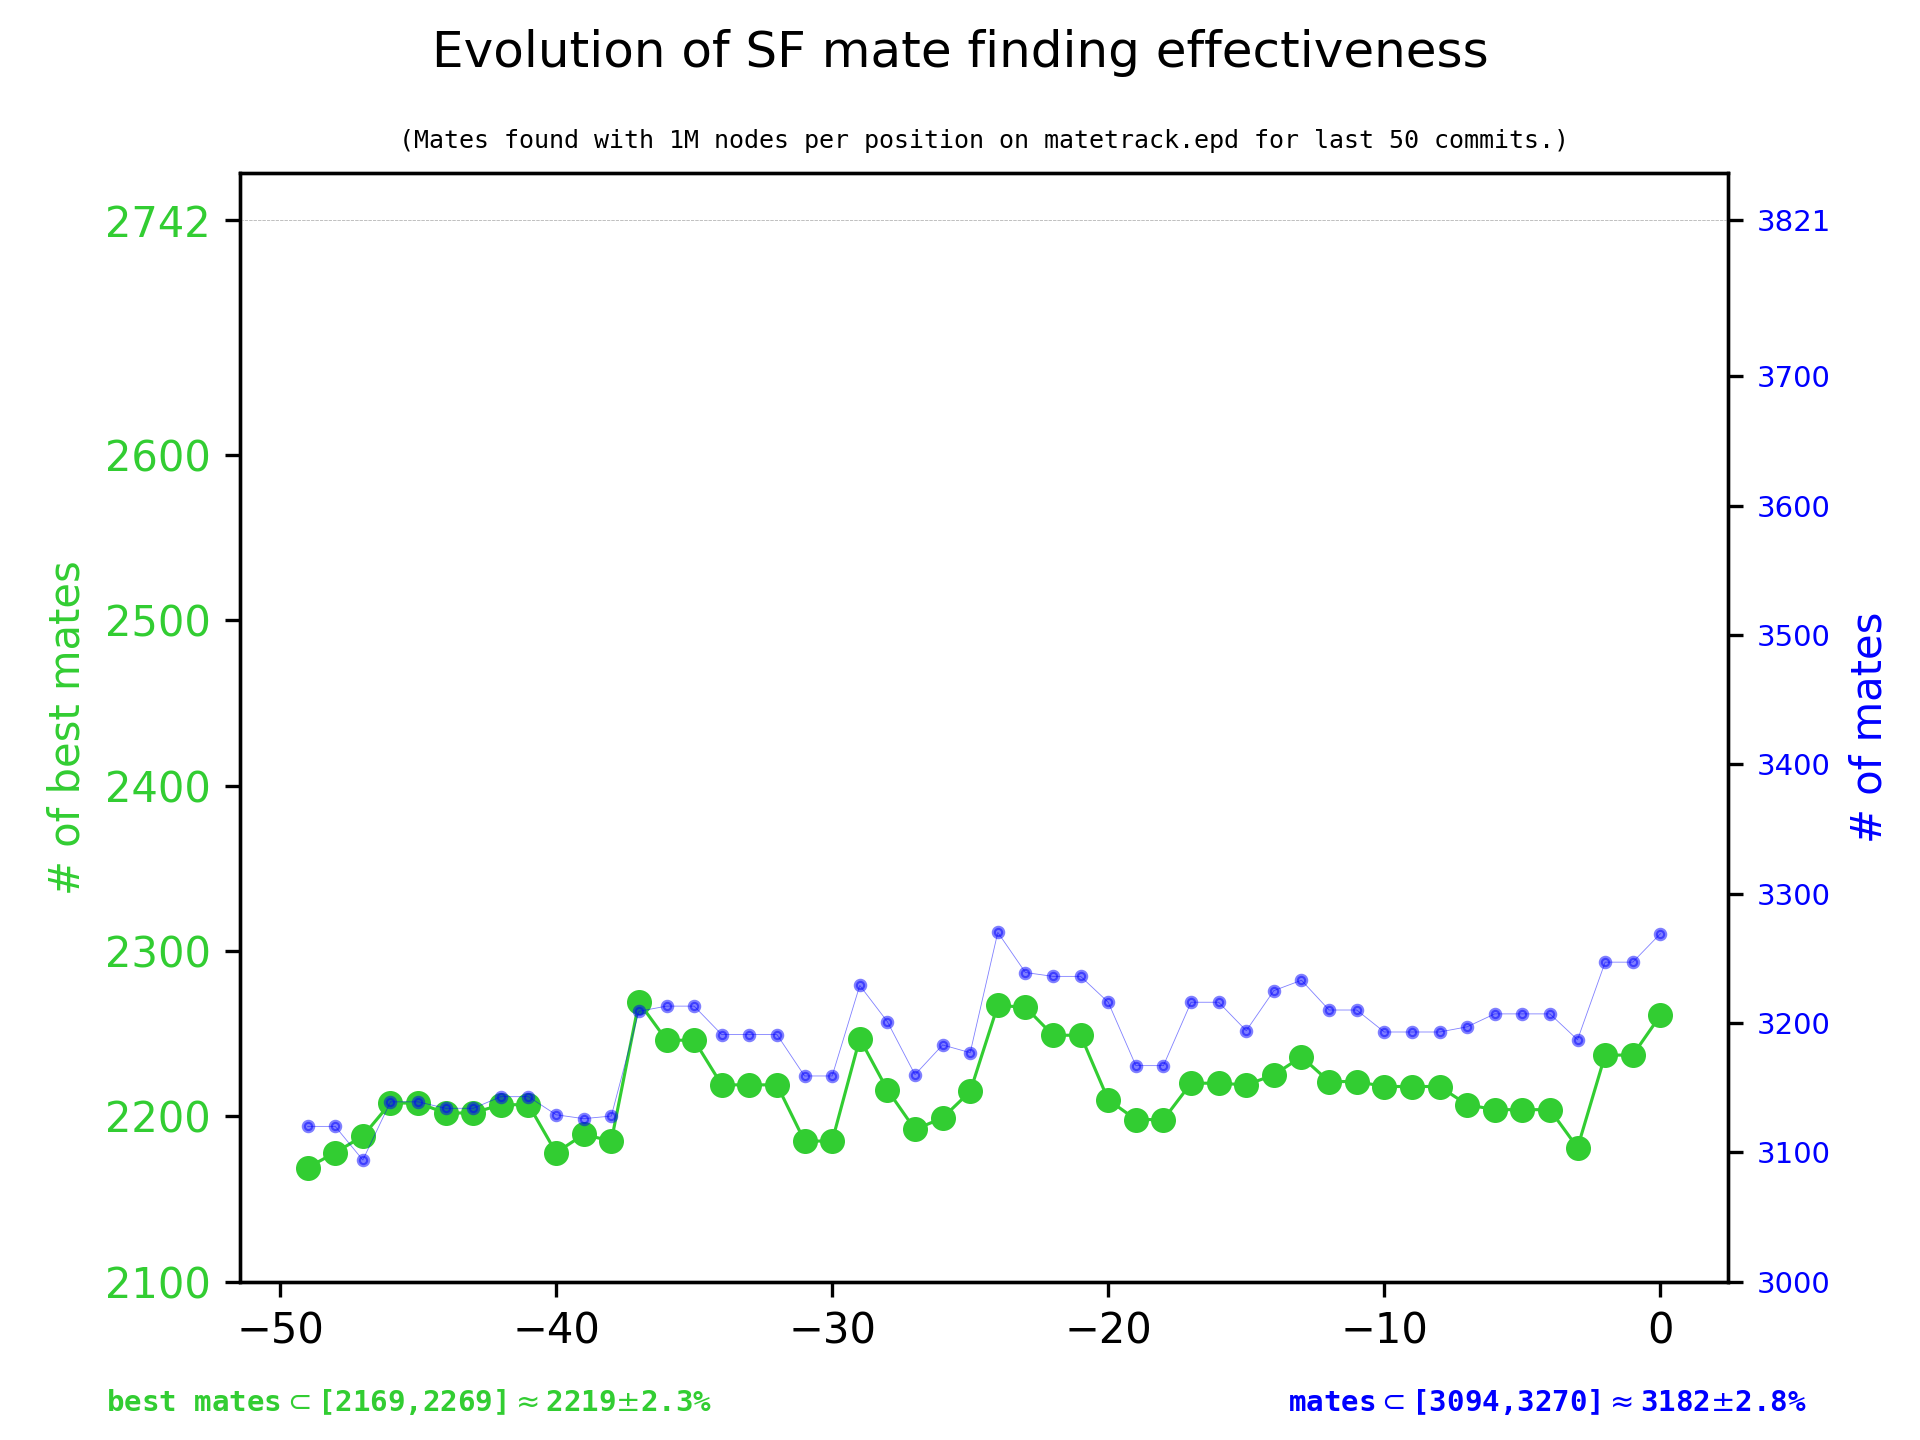 Evolution of SF mate finding effectiveness
(Mates found with 1M nodes per position on matetrack.epd for last 50 commits.)
# of best mates
2742
2600
2500
2400
2300
2200
2100
3821
3700
3600
3500
3400
3300
3200
3100
3000
# of mates
−50 −40 −30 −20 −10 0
best mates⊂[2169,2269]≈2219±2.3% mates⊂[3094,3270]≈3182±2.8%